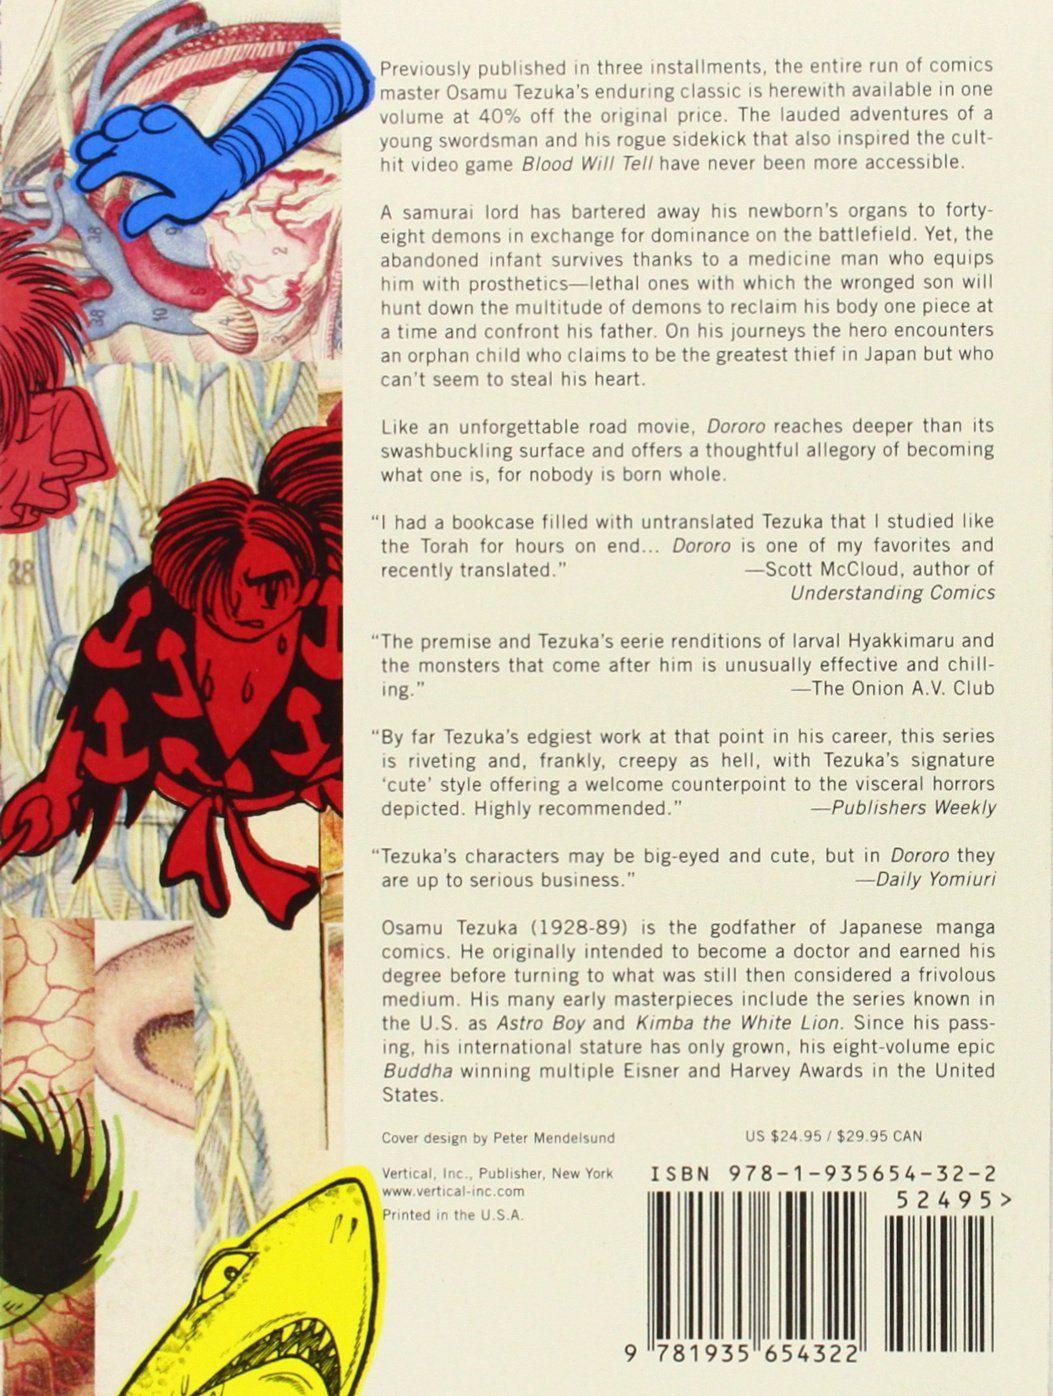 Previously published in three installments, the entire run of comics
master Osamu Tezuka's enduring classic is herewith available in one
volume at 40% off the original price. The lauded adventures of a
young swordsman and his rogue sidekick that also inspired the cult-
hit video game Blood Will Tell have never been more accessible.
A samurai lord has bartered away his newborn's organs to forty-
eight demons in exchange for dominance on the battlefield. Yet, the
abandoned infant survives thanks to a medicine man who equips
him with prosthetics—lethal ones with which the wronged son will
hunt down the multitude of demons to reclaim his body one piece at
a time and confront his father. On his journeys the hero encounters
an orphan child who claims to be the greatest thief in Japan but who
can't seem to steal his heart.
Like an unforgettable road movie, Dororo reaches deeper than its
swashbuckling surface and offers a thoughtful allegory of becoming
what one is, for nobody is born whole.
"I had a bookcase filled with untranslated Tezuka that I studied like
the Torah for hours on end... Dororo is one of my favorites and
recently translated." —Scott McCloud, author of
Understanding Comics
"The premise and Tezuka's eerie renditions of larval Hyakkimaru and
the monsters that come after him is unusually effective and chill-
ing." —The Onion A.V. Club
"By far Tezuka's edgiest work at that point in his career, this series
is riveting and, frankly, creepy as hell, with Tezuka's signature
'cute' style offering a welcome counterpoint to the visceral horrors
depicted. Highly recommended." —Publishers Weekly
"Tezuka's characters may be big-eyed and cute, but in Dororo they
are up to serious business." —Daily Yomiuri
Osamu Tezuka (1928-89) is the godfather of Japanese manga
comics. He originally intended to become a doctor and earned his
degree before turning to what was still then considered a frivolous
medium. His many early masterpieces include the series known in
the U.S. as Astro Boy and Kimba the White Lion. Since his pass-
ing, his international stature has only grown, his eight-volume epic
Buddha winning multiple Eisner and Harvey Awards in the United
States.
Cover design by Peter Mendelsund
US $24.95 / $29.95 CAN
Vertical, Inc., Publisher, New York
www.vertical-inc.com
Printed in the U.S.A.
ISBN 978-1-935654-32-2
52495>
9 781935 654322
38
9
2
5
10
4
38
3
28